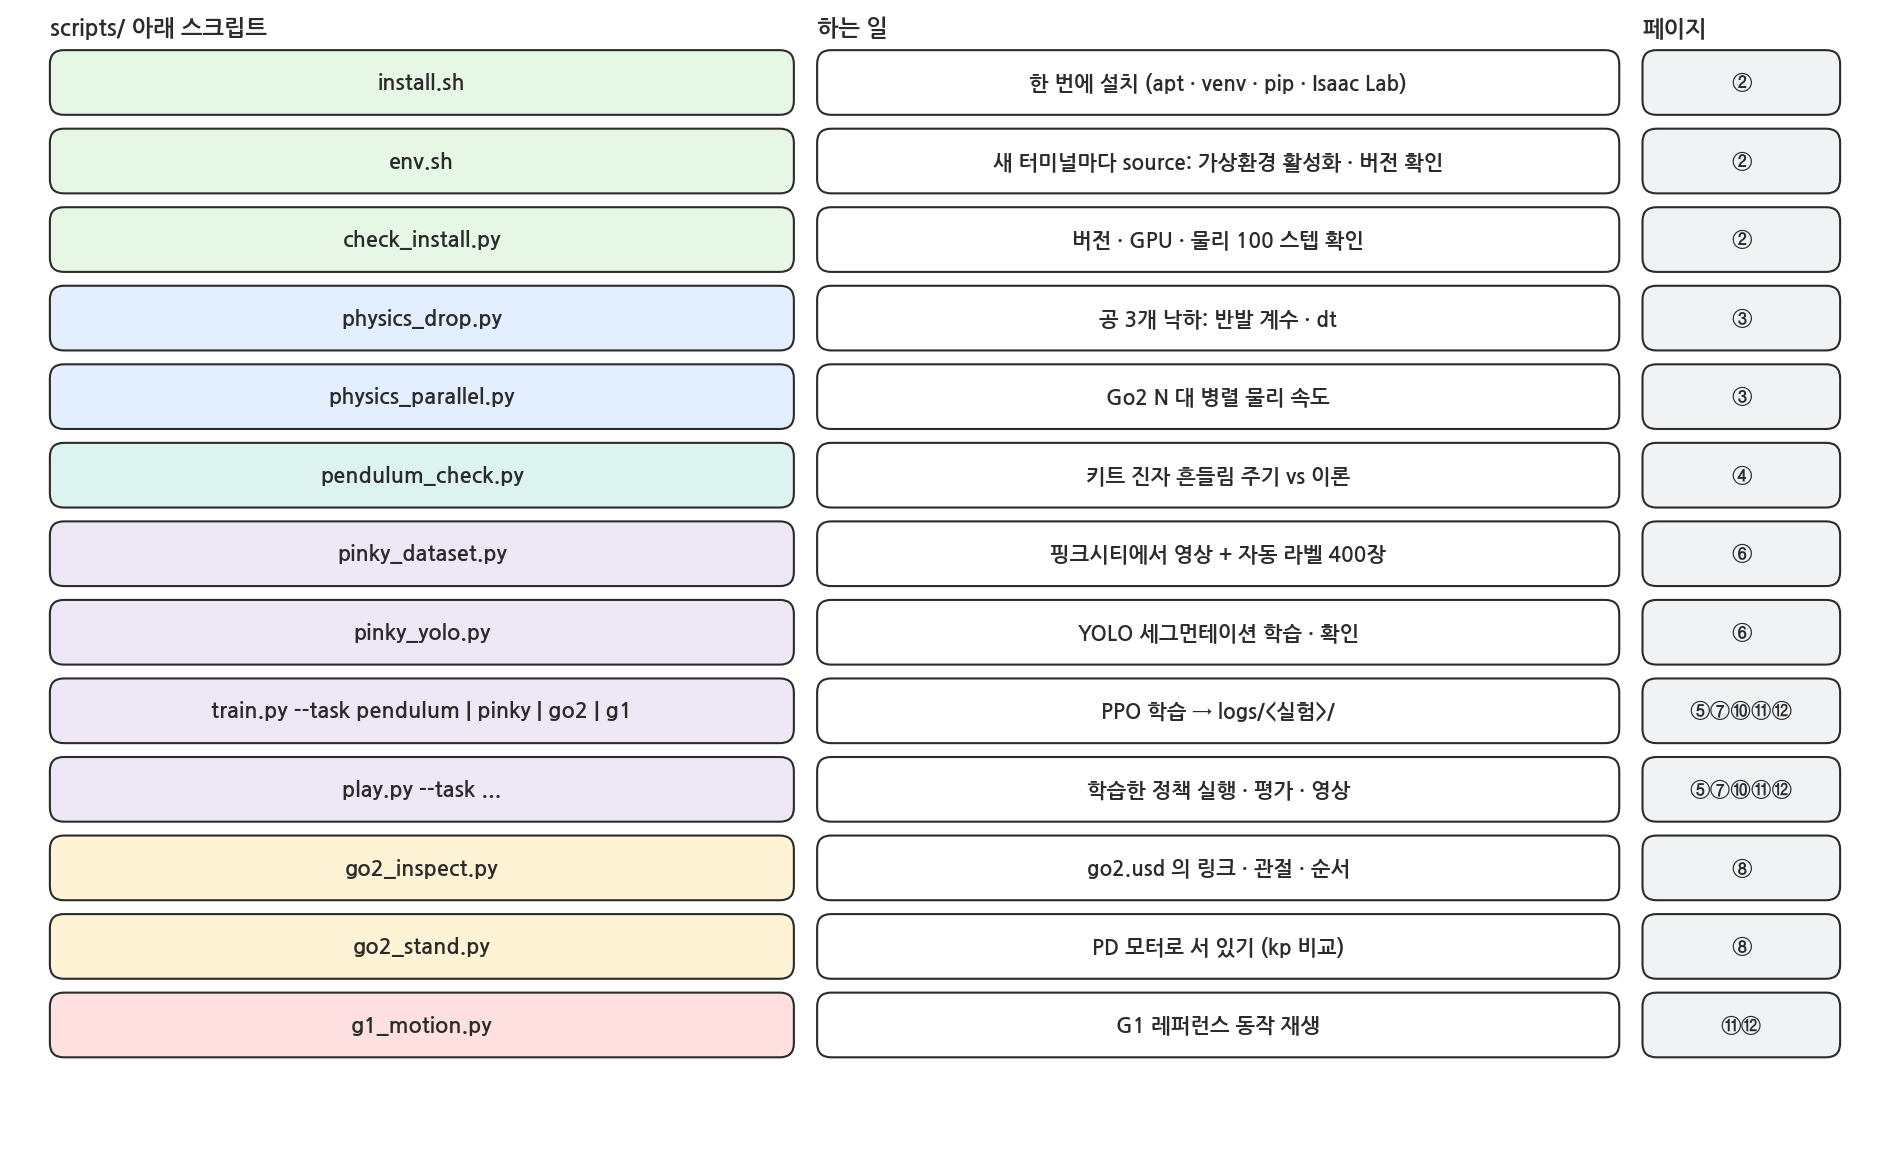 scripts/ 아래 스크립트 하는 일 페이지
install.sh 한 번에 설치 (apt · venv · pip · Isaac Lab) ②
env.sh 새 터미널마다 source: 가상환경 활성화 · 버전 확인 ②
check_install.py 버전 · GPU · 물리 100 스텝 확인 ②
physics_drop.py 공 3개 낙하: 반발 계수 · dt ③
physics_parallel.py Go2 N 대 병렬 물리 속도 ③
pendulum_check.py 키트 진자 흔들림 주기 vs 이론 ④
pinky_dataset.py 핑크시티에서 영상 + 자동 라벨 400장 ⑥
pinky_yolo.py YOLO 세그먼테이션 학습 · 확인 ⑥
train.py --task pendulum | pinky | go2 | g1 PPO 학습 → logs/<실험>/ ⑤⑦⑩⑪⑫
play.py --task ... 학습한 정책 실행 · 평가 · 영상 ⑤⑦⑩⑪⑫
go2_inspect.py go2.usd 의 링크 · 관절 · 순서 ⑧
go2_stand.py PD 모터로 서 있기 (kp 비교) ⑧
g1_motion.py G1 레퍼런스 동작 재생 ⑪⑫